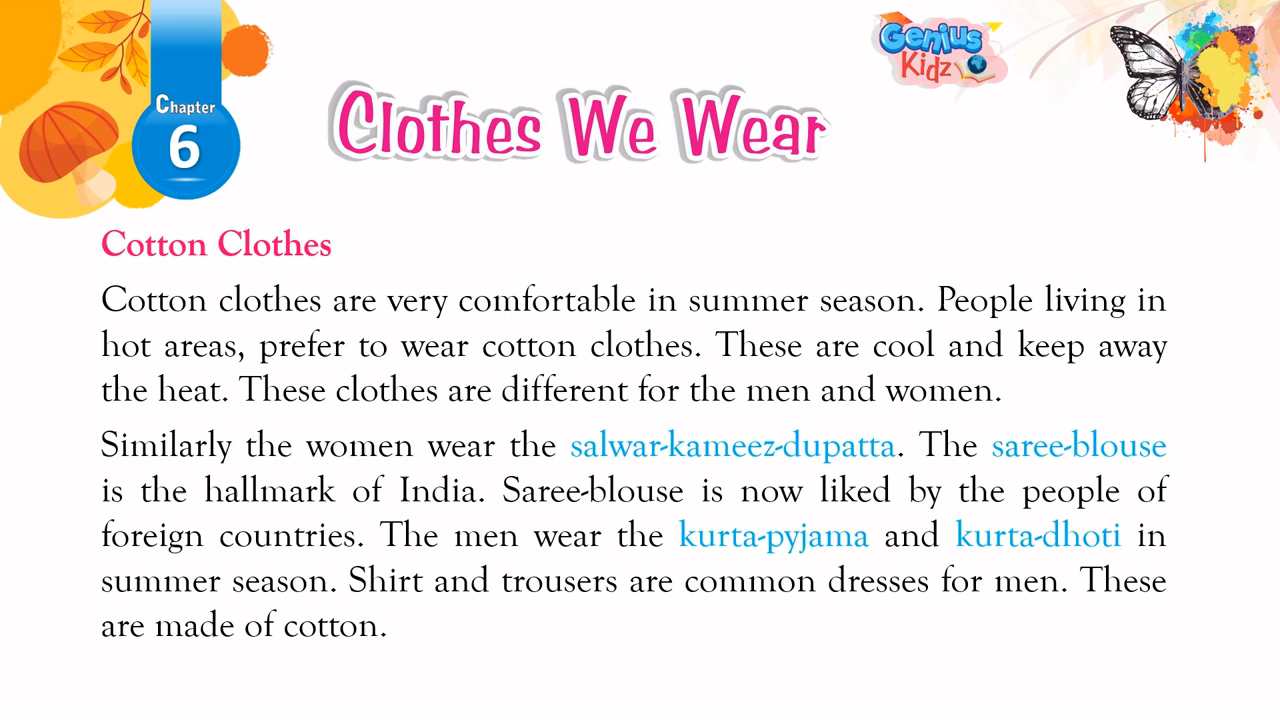 Chapter
6
Clothes We Wear
Genius
Kidz
Cotton Clothes
Cotton clothes are very comfortable in summer season. People living in
hot areas, prefer to wear cotton clothes. These are cool and keep away
the heat. These clothes are different for the men and women.
Similarly the women wear the salwar-kameez-dupatta. The saree-blouse
is the hallmark of India. Saree-blouse is now liked by the people of
foreign countries. The men wear the kurta-pyjama and kurta-dhoti in
summer season. Shirt and trousers are common dresses for men. These
are made of cotton.